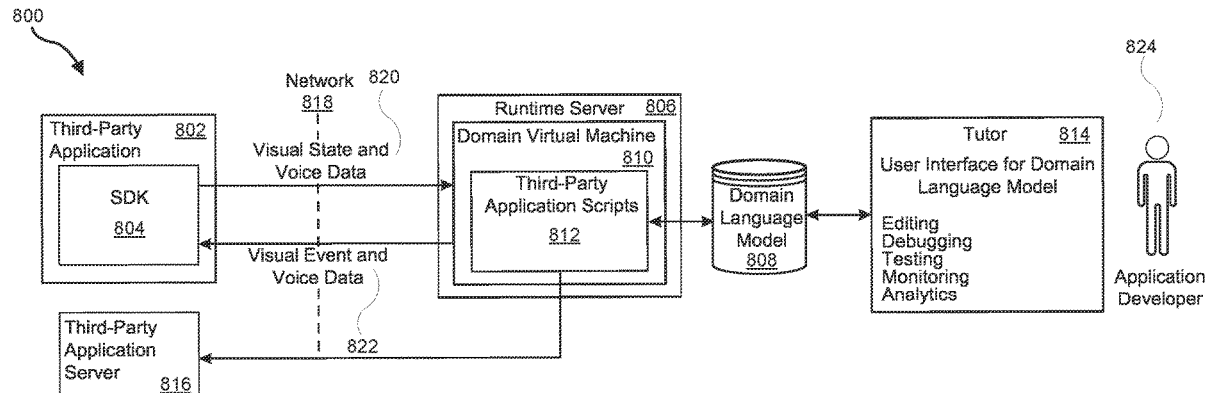 800
Third-Party 802
Application
SDK
804
Network 820
818
Visual State and
Voice Data
Visual Event and
Voice Data
822
Runtime Server 806
Domain Virtual Machine
810
Third-Party
Application Scripts
812
Domain
Language
Model
808
Tutor 814
User Interface for Domain
Language Model
Editing
Debugging
Testing
Monitoring
Analytics
824
Application
Developer
Third-Party
Application
Server
816